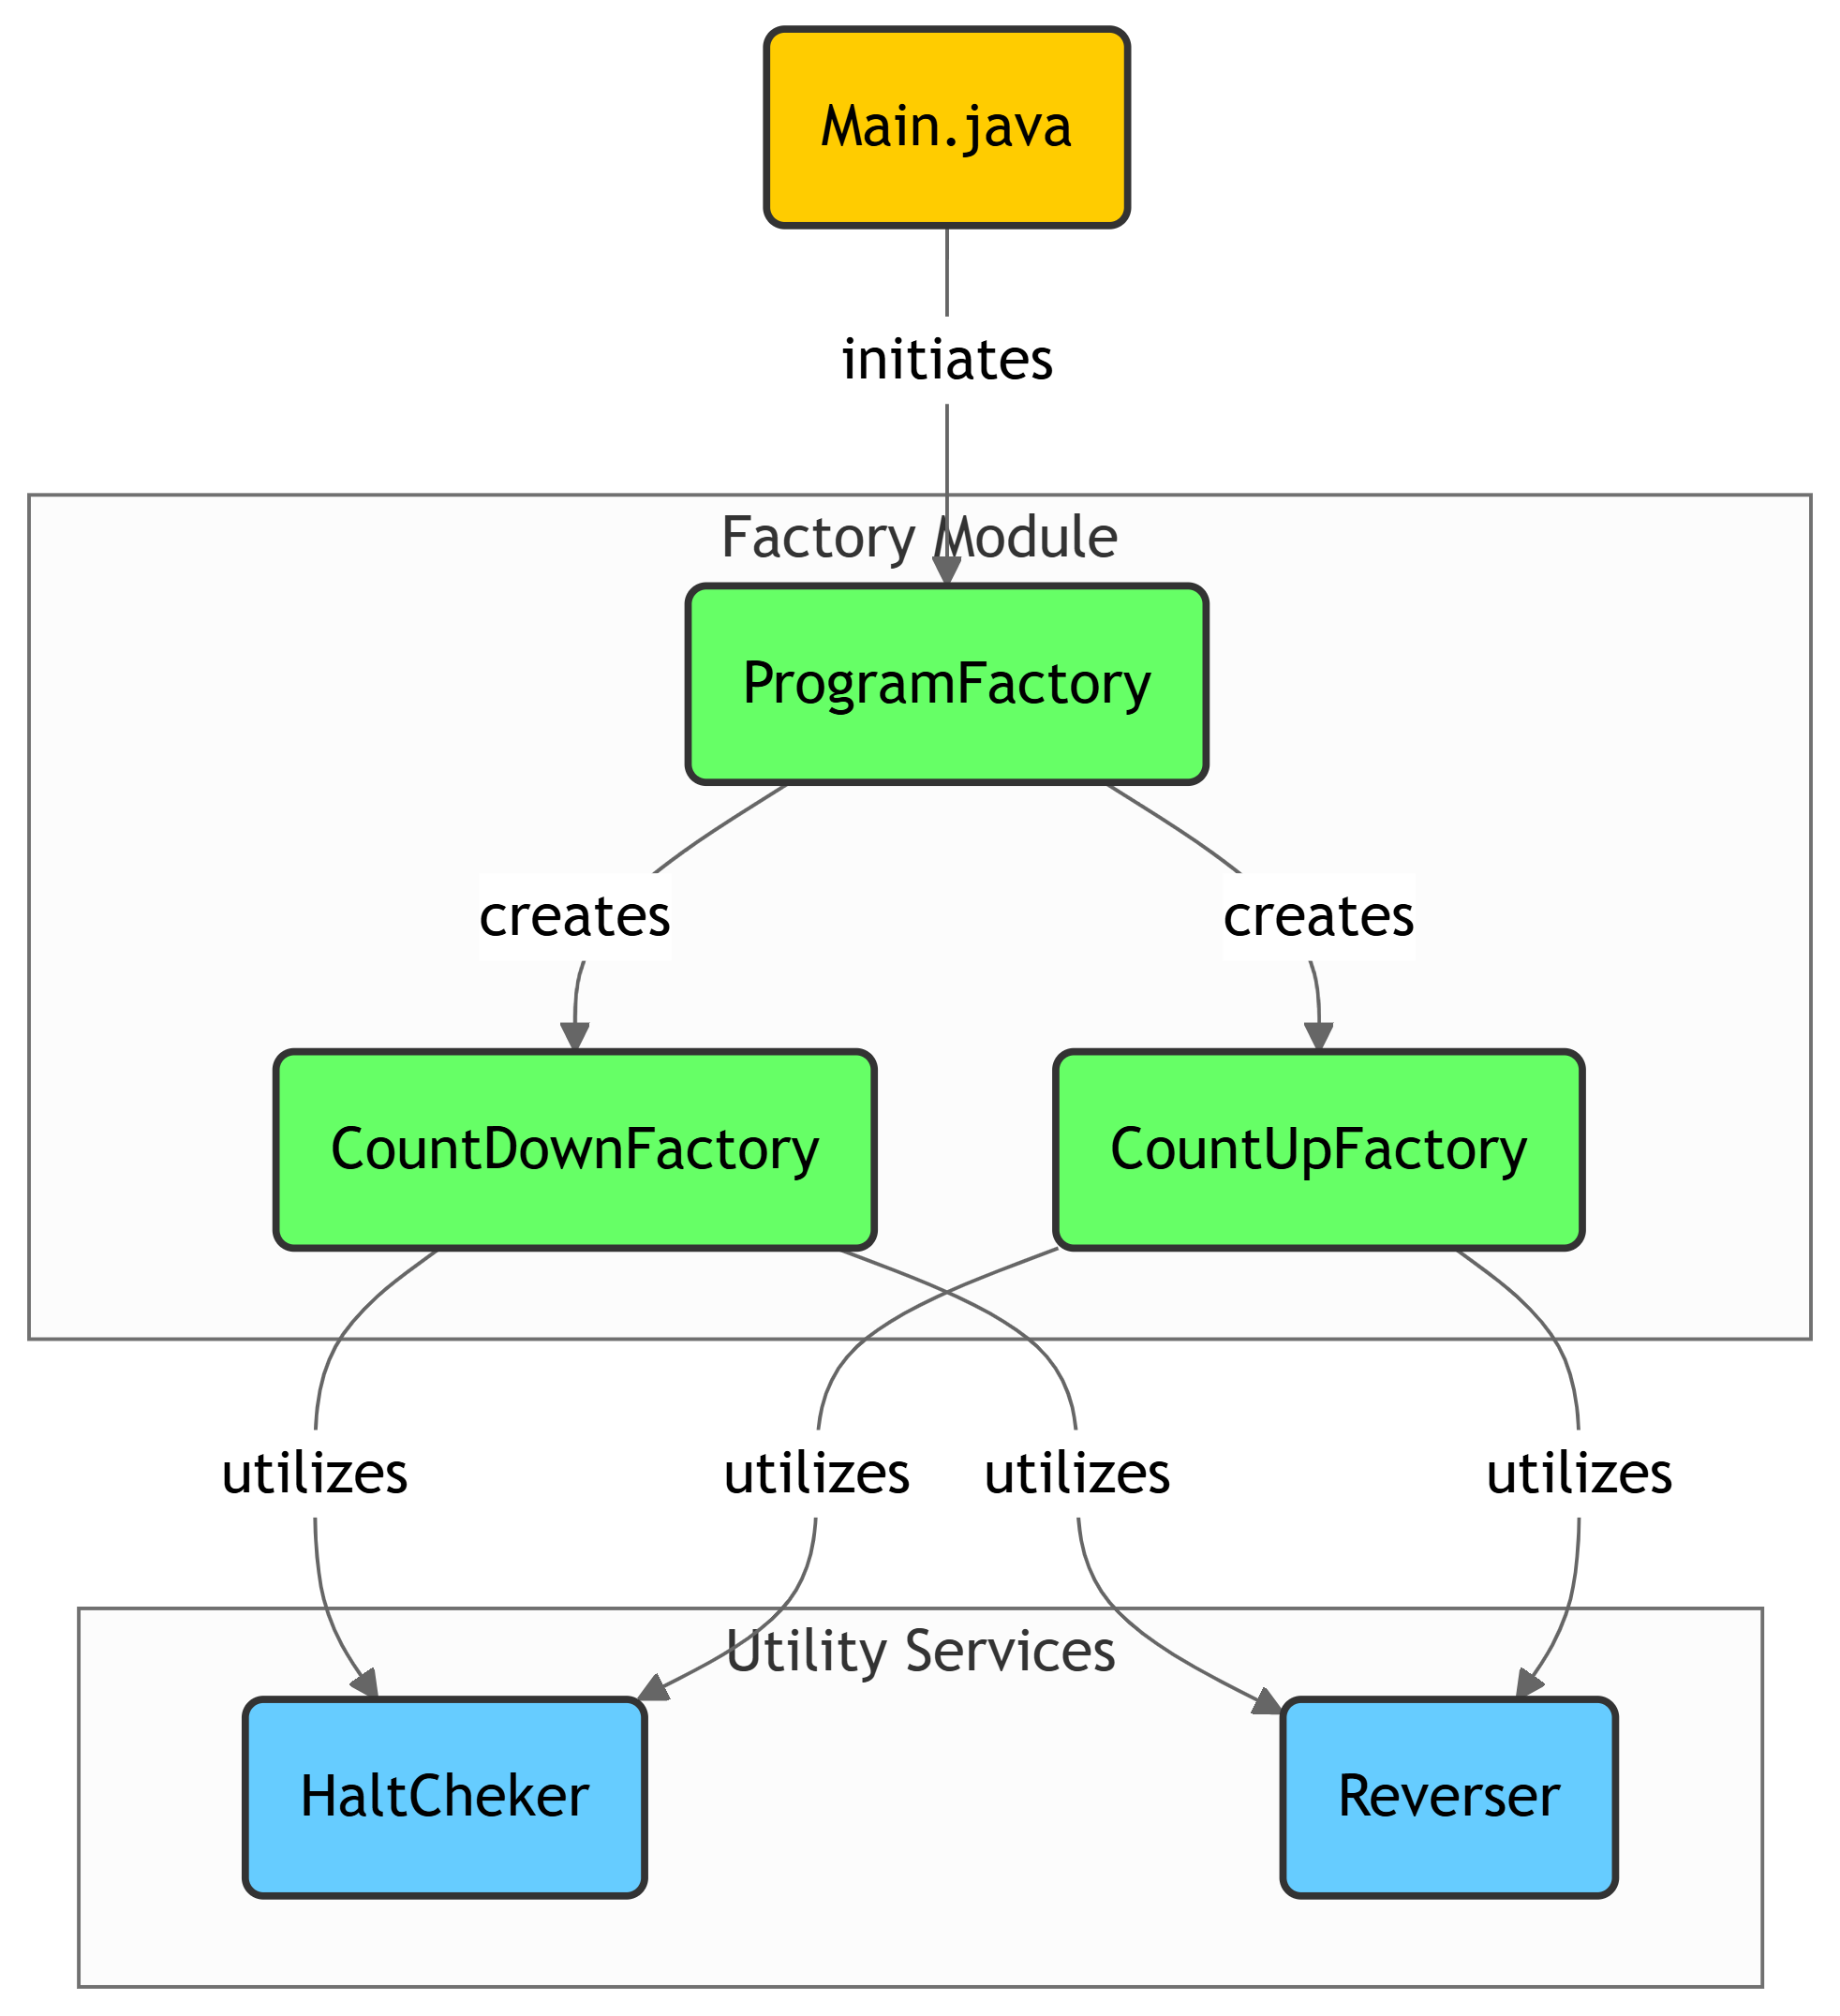 Main.java
initiates
Factory Module
ProgramFactory
creates
creates
CountDownFactory
CountUpFactory
utilizes
utilizes
utilizes
utilizes
Utility Services
HaltCheker
Reverser